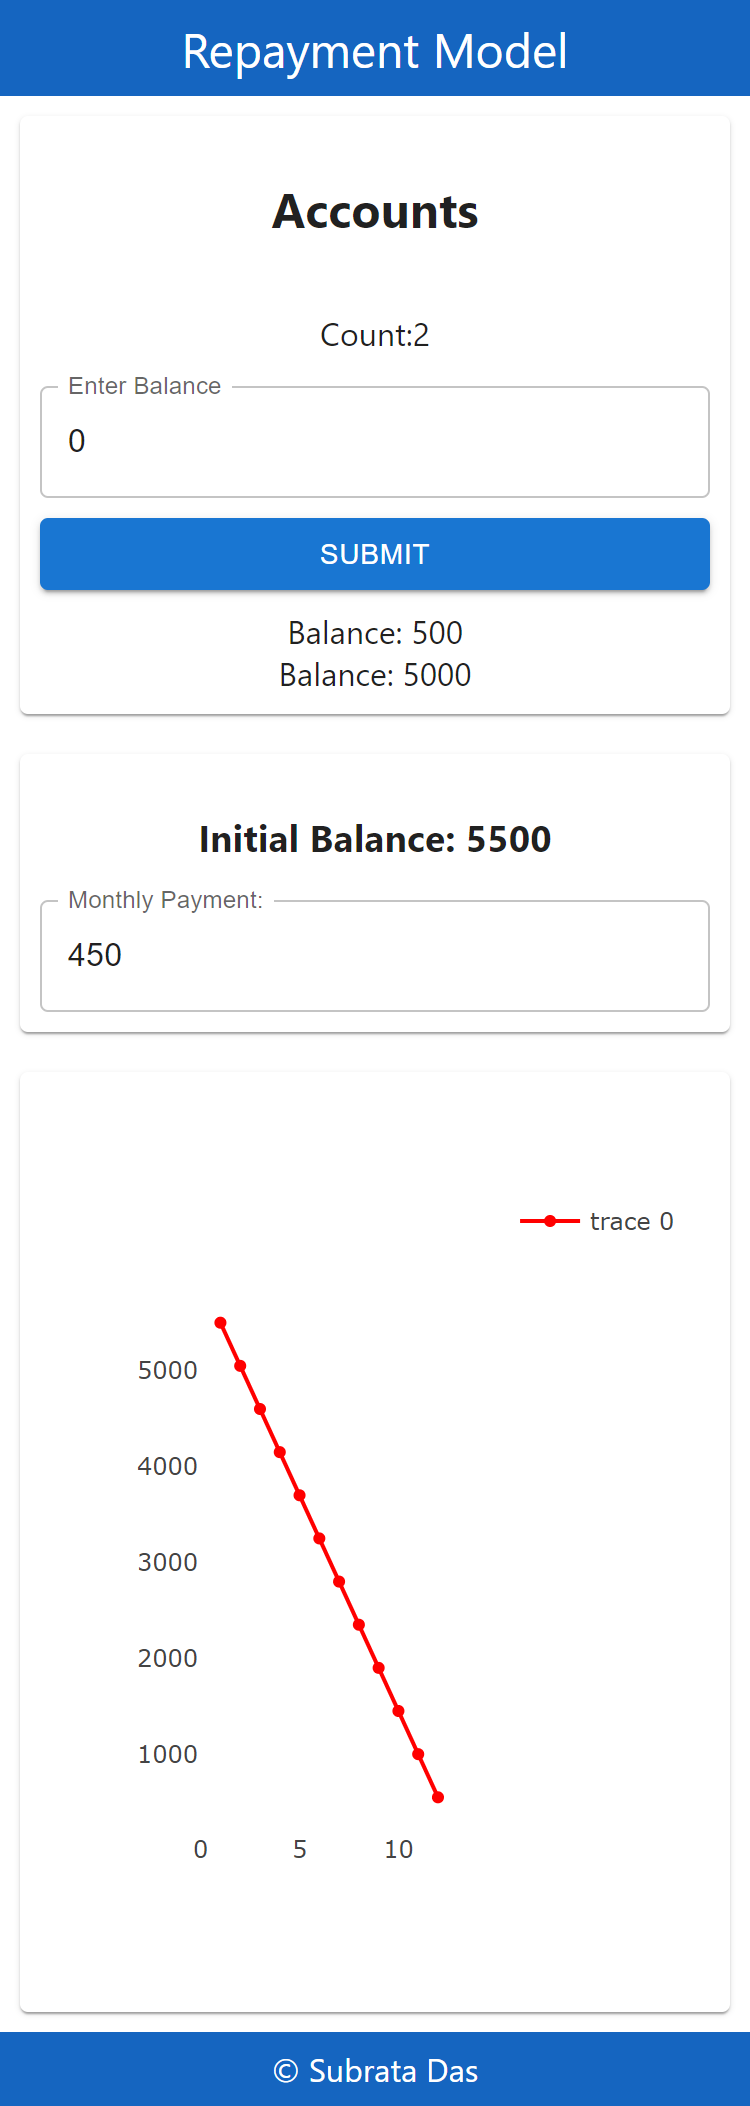 Repayment Model
Accounts
Count:2
Enter Balance
0
SUBMIT
Balance: 500
Balance: 5000
Initial Balance: 5500
Monthly Payment:
450
trace 0
5000
4000
3000
2000
1000
0 5 10
© Subrata Das